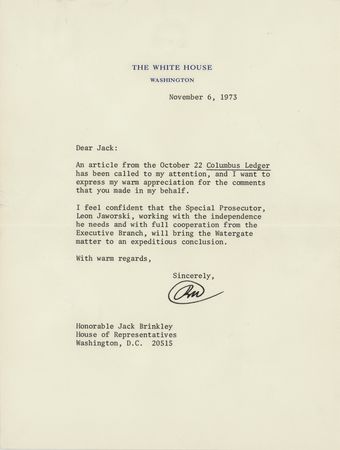 THE WHITE HOUSE
WASHINGTON
November 6, 1973
Dear Jack:
An article from the October 22 Columbus Ledger
has been called to my attention, and I want to
express my warm appreciation for the comments
that you made in my behalf.
I feel confident that the Special Prosecutor,
Leon Jaworski, working with the independence
he needs and with full cooperation from the
Executive Branch, will bring the Watergate
matter to an expeditious conclusion.
With warm regards,
Sincerely,
RN
Honorable Jack Brinkley
House of Representatives
Washington, D.C. 20515